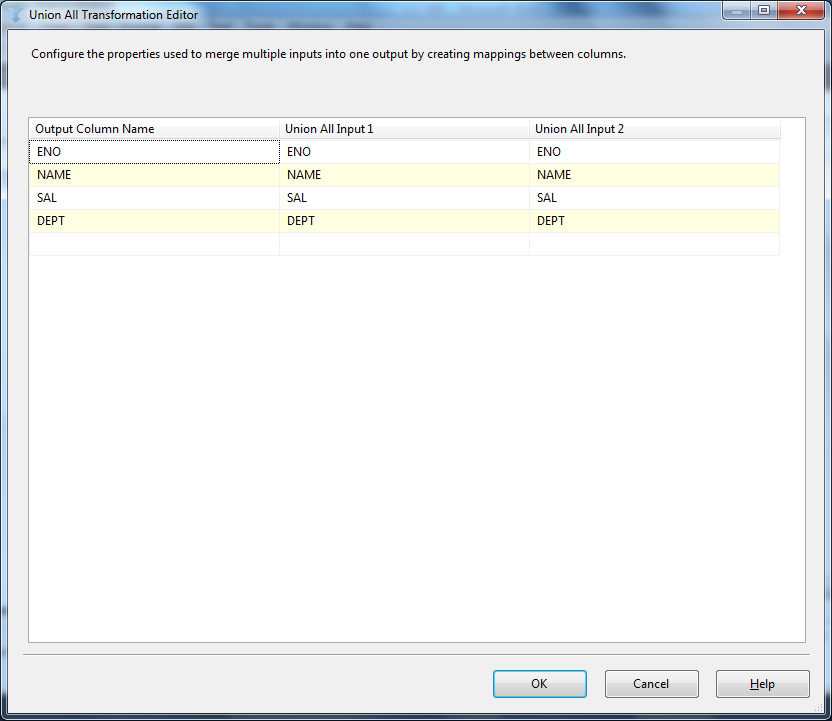 Union All Transformation Editor
Configure the properties used to merge multiple inputs into one output by creating mappings between columns.
Output Column Name Union All Input 1 Union All Input 2
ENO ENO ENO
NAME NAME NAME
SAL SAL SAL
DEPT DEPT DEPT
OK Cancel Help